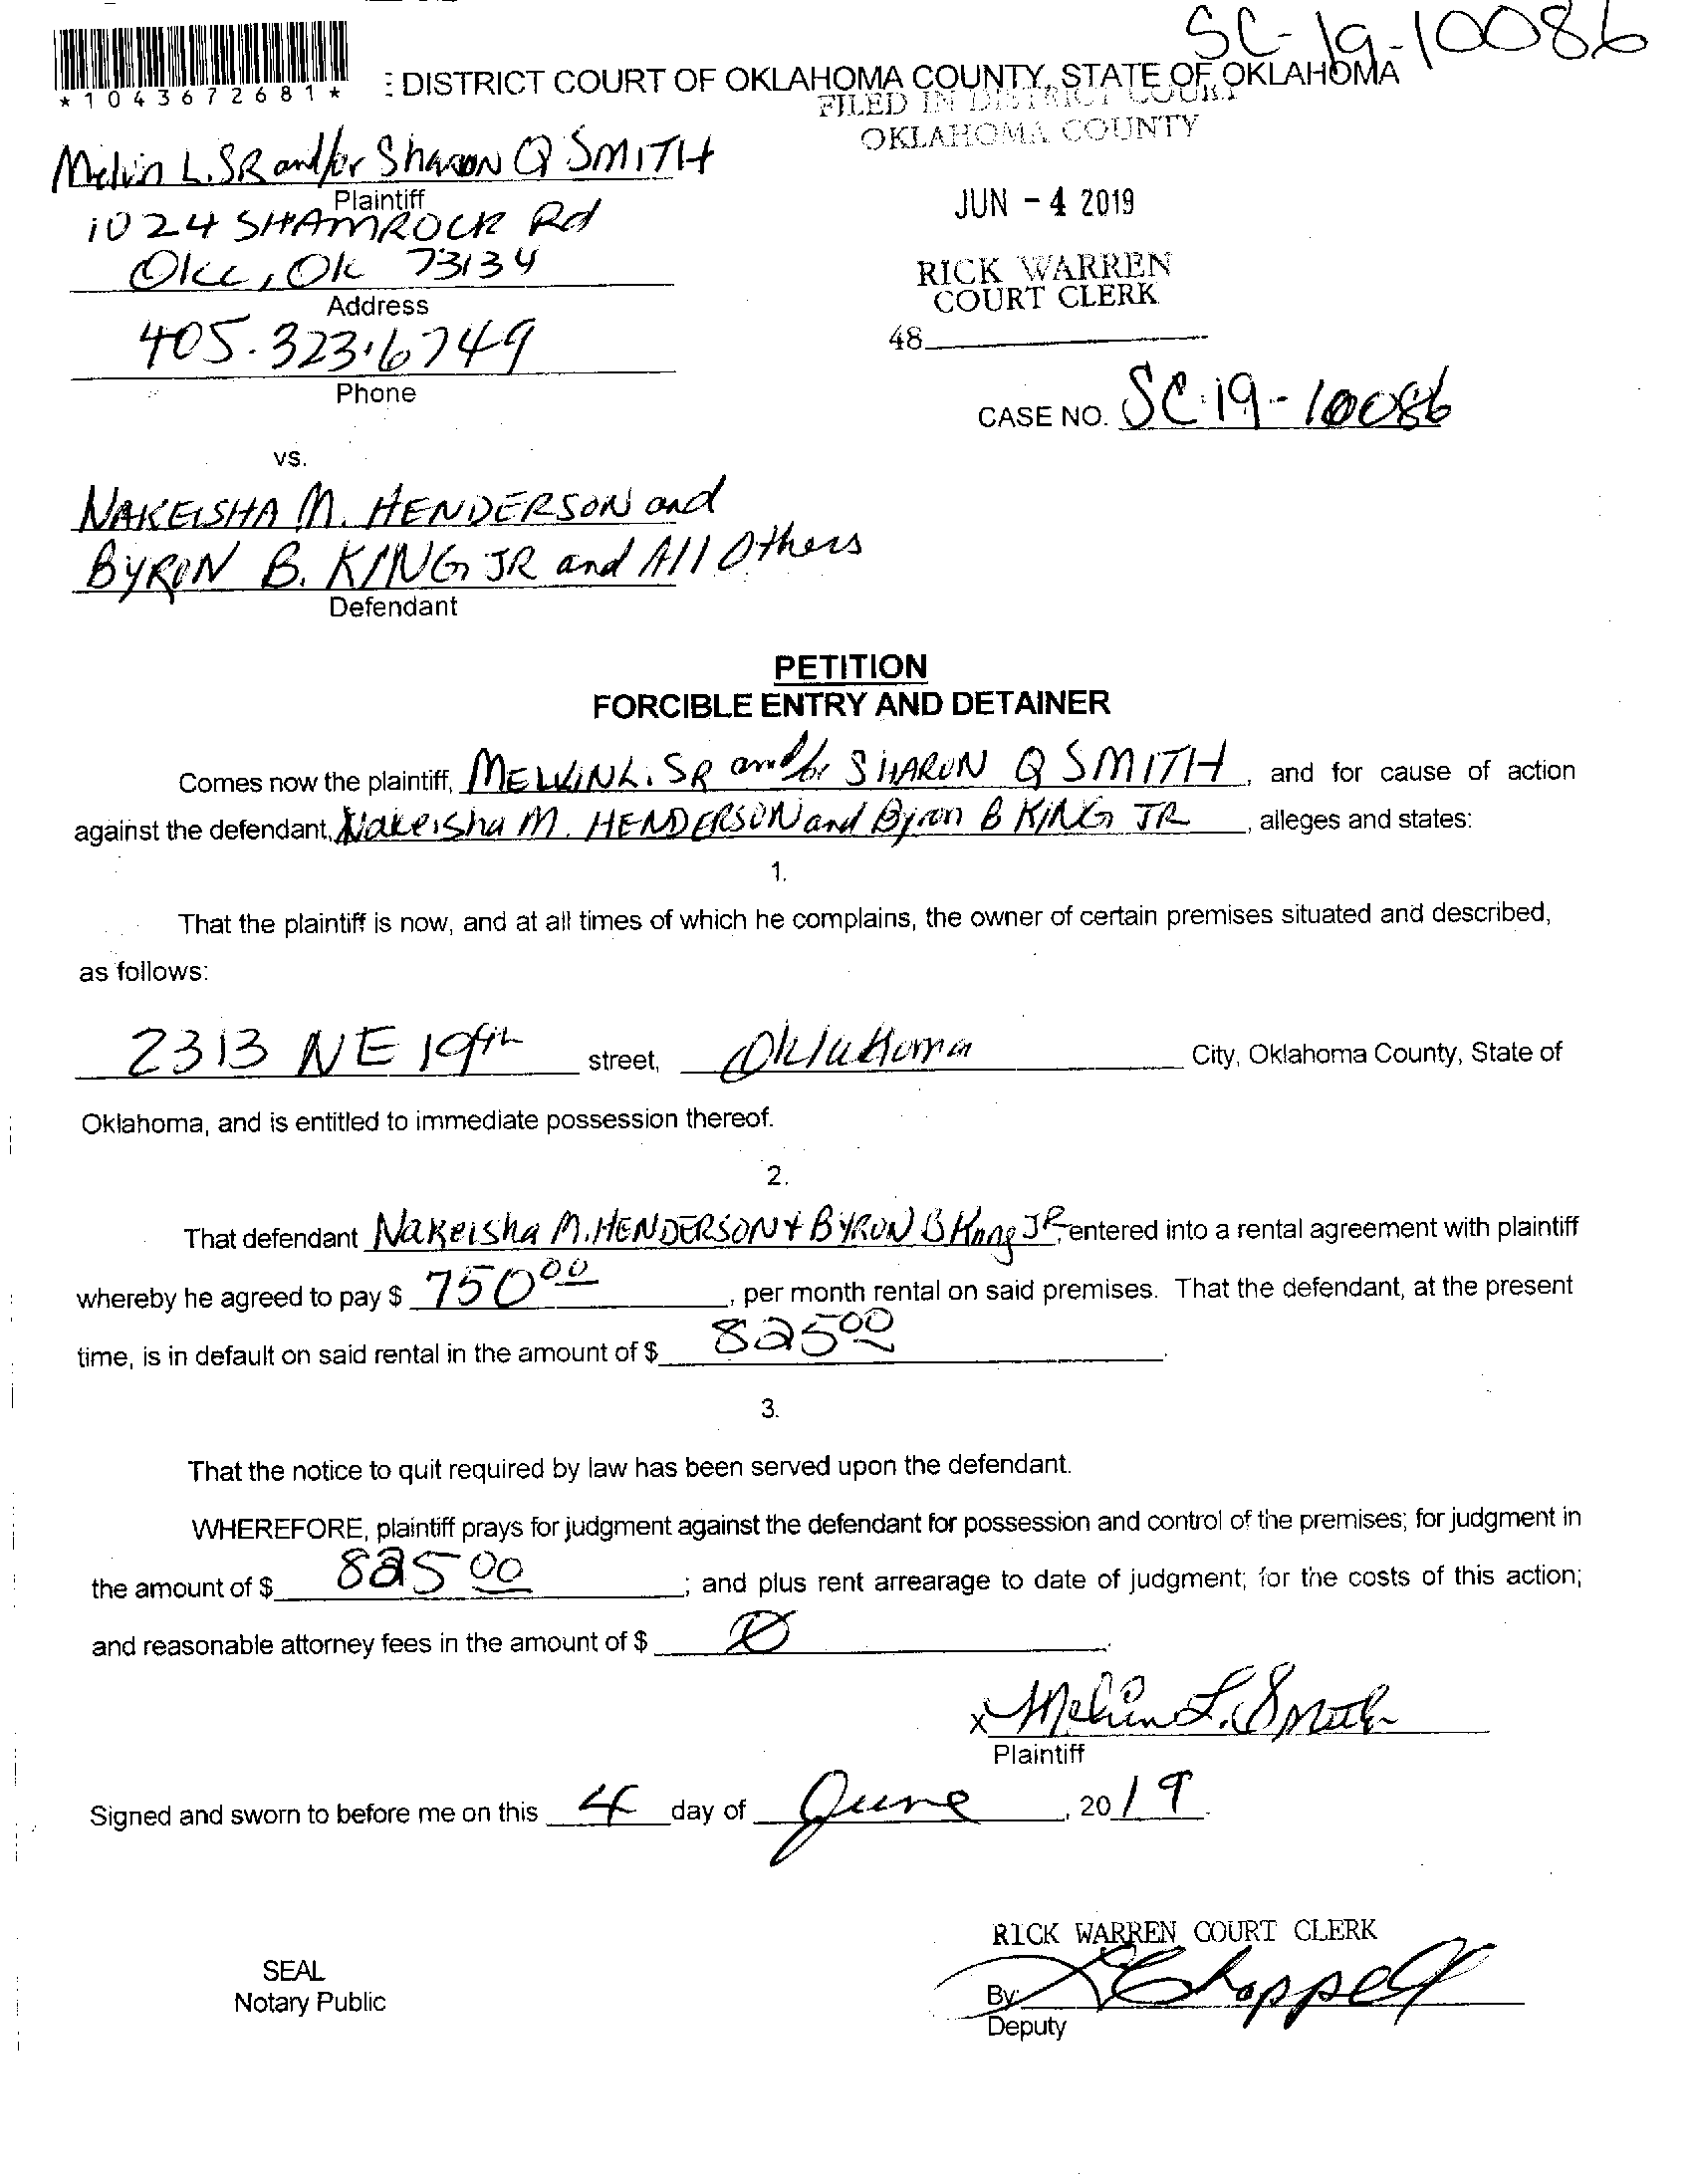 SC-19-10086
*1043672681*
: DISTRICT COURT OF OKLAHOMA COUNTY, STATE OF OKLAHOMA
FILED IN DISTRICT COURT
OKLAHOMA COUNTY
Melvin L. SR and/or Sharon Q SMITH
Plaintiff
JUN - 4 2019
1024 SHAMROCK Rd
OKC, OK 73134
Address
RICK WARREN
COURT CLERK
405.323.6749
48
Phone
CASE NO. SC-19-10086
vs.
NAKEISHA M. HENDERSON and
BYRON B. KING JR and All Others
Defendant
PETITION
FORCIBLE ENTRY AND DETAINER
Comes now the plaintiff, MELVIN L. SR and/or SHARON Q SMITH, and for cause of action
against the defendant, Nakeisha M. HENDERSON and Byron B KING JR, alleges and states:
1.
That the plaintiff is now, and at all times of which he complains, the owner of certain premises situated and described,
as follows:
2313 NE 19th street, Oklahoma City, Oklahoma County, State of
Oklahoma, and is entitled to immediate possession thereof.
2.
That defendant Nakeisha M. HENDERSON + BYRON B King JR, entered into a rental agreement with plaintiff
whereby he agreed to pay $ 750 00, per month rental on said premises. That the defendant, at the present
time, is in default on said rental in the amount of $ 825 00.
3.
That the notice to quit required by law has been served upon the defendant.
WHEREFORE, plaintiff prays for judgment against the defendant for possession and control of the premises; for judgment in
the amount of $ 825 00; and plus rent arrearage to date of judgment; for the costs of this action;
and reasonable attorney fees in the amount of $ Ø.
x Melvin L. Smith
Plaintiff
Signed and sworn to before me on this 4 day of June, 2019.
RICK WARREN COURT CLERK
SEAL
Notary Public
By: Chappell
Deputy